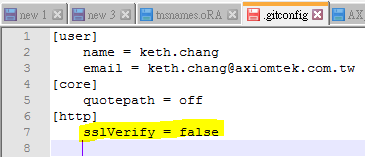 new 1 new 3 tnsnames.oRA .gitconfig AX
1 [user]
2 name = keth.chang
3 email = keth.chang@axiomtek.com.tw
4 [core]
5 quotepath = off
6 [http]
7 sslVerify = false
8